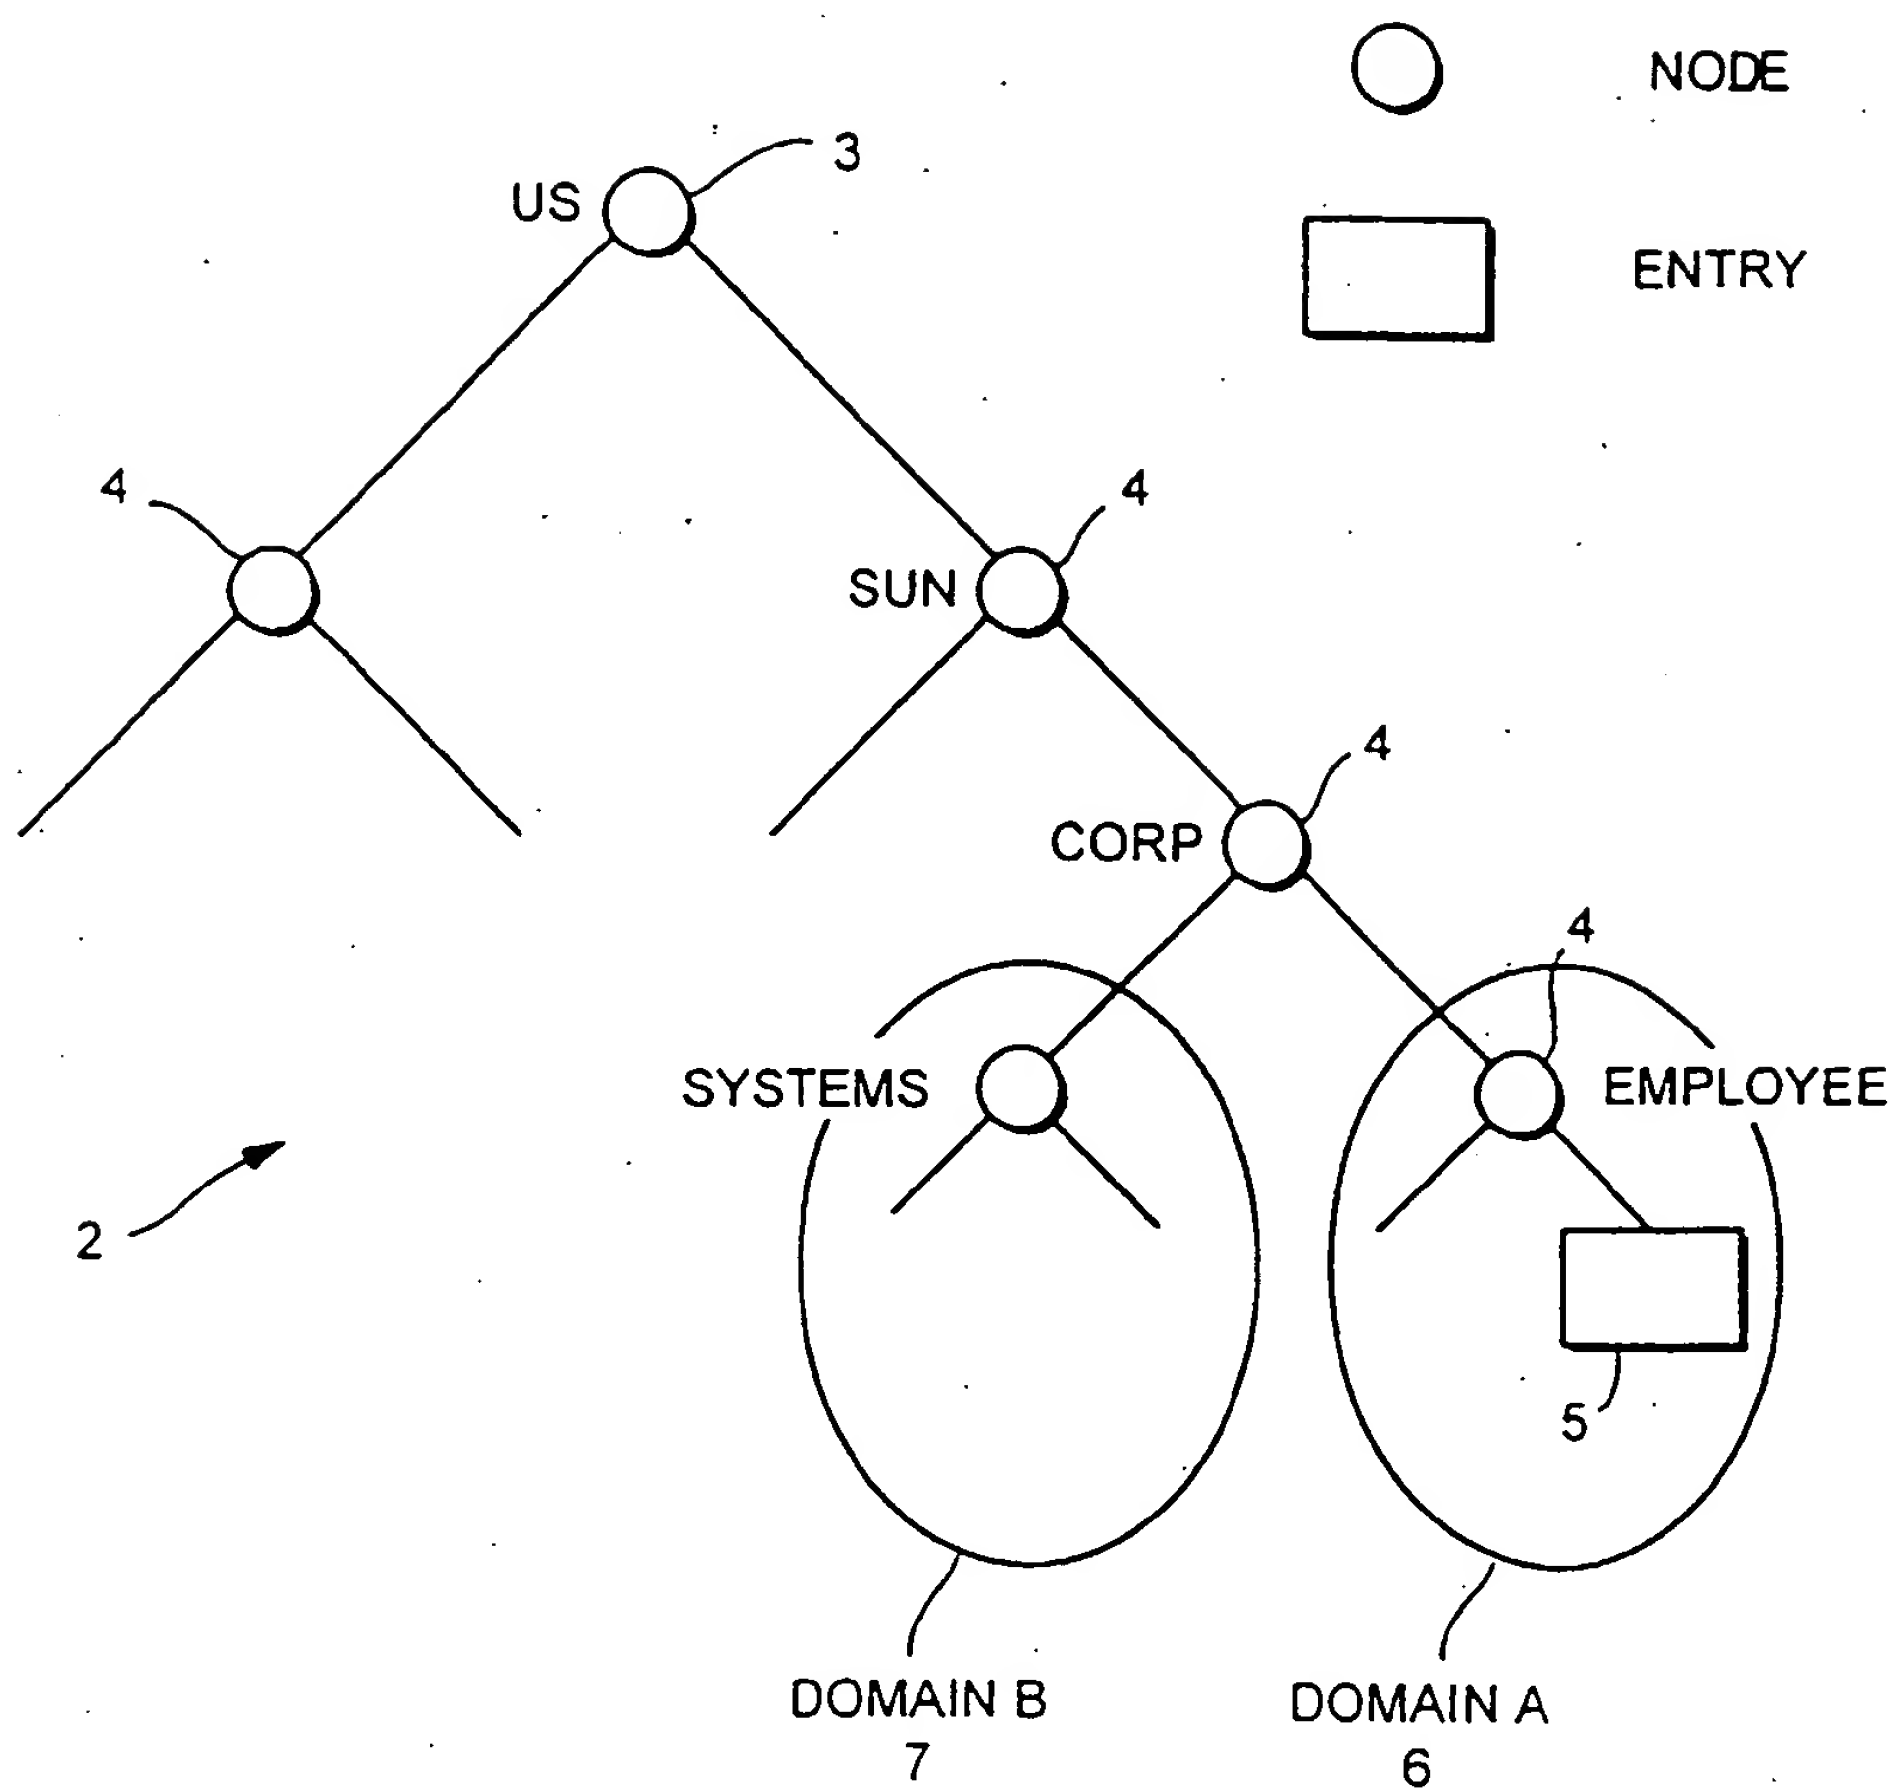 NODE
3
US
ENTRY
4
4
SUN
4
CORP
4
SYSTEMS
EMPLOYEE
2
5
DOMAIN B
7
DOMAIN A
6